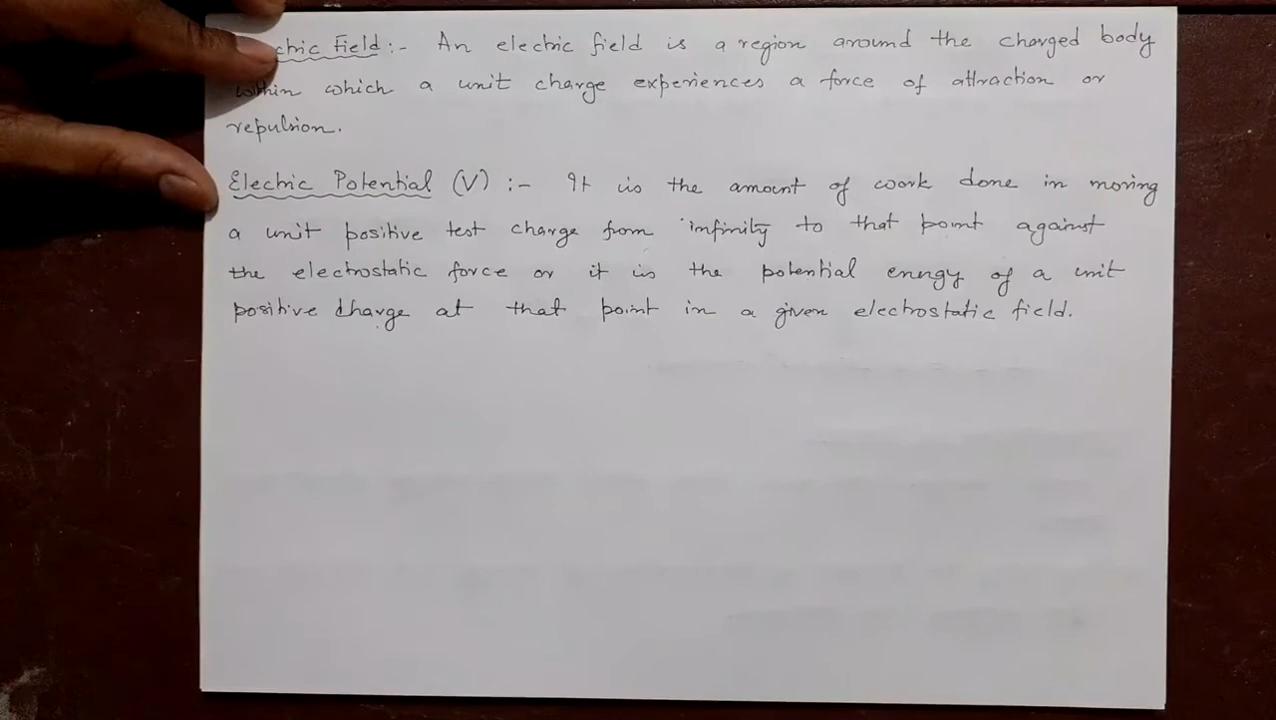 Field :- An electric field is a region around the charged body
within which a unit charge experiences a force of attraction or
repulsion.
Electric Potential (V) :- It is the amount of work done in moving
a unit positive test charge from infinity to that point against
the electrostatic force or it is the potential energy of a unit
positive charge at that point in a given electrostatic field.